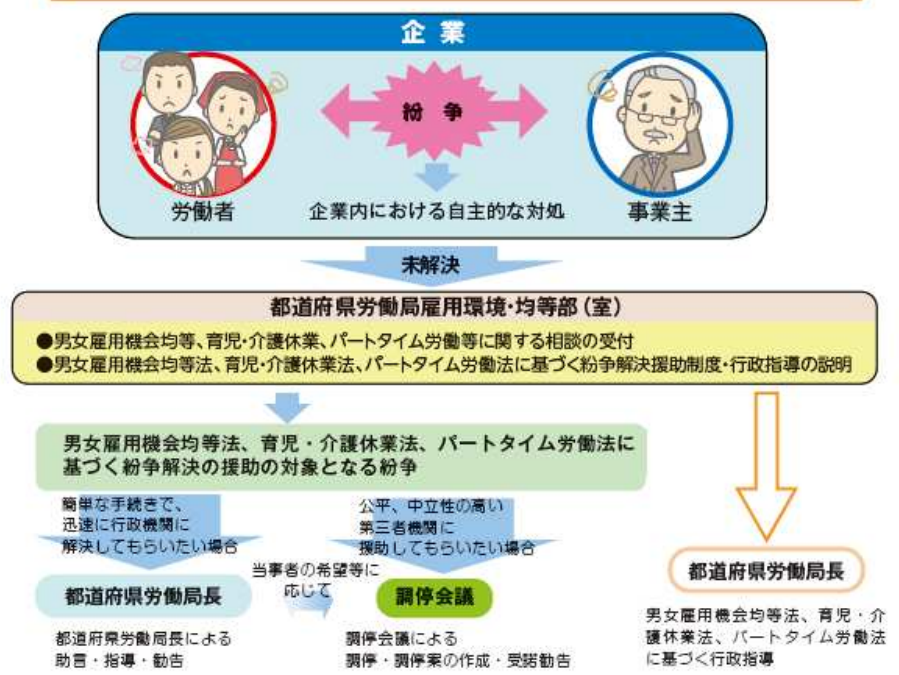 企業
紛争
労働者
企業内における自主的な対処
事業主
未解決
都道府県労働局雇用環境・均等部（室）
●男女雇用機会均等、育児・介護休業、パートタイム労働等に関する相談の受付
●男女雇用機会均等法、育児・介護休業法、パートタイム労働法に基づく紛争解決援助制度・行政指導の説明
男女雇用機会均等法、育児・介護休業法、パートタイム労働法に
基づく紛争解決の援助の対象となる紛争
簡単な手続きで、
迅速に行政機関に
解決してもらいたい場合
公平、中立性の高い
第三者機関に
援助してもらいたい場合
当事者の希望等に
応じて
都道府県労働局長
調停会議
都道府県労働局長による
助言・指導・勧告
調停会議による
調停・調停案の作成・受諾勧告
都道府県労働局長
男女雇用機会均等法、育児・介
護休業法、パートタイム労働法
に基づく行政指導